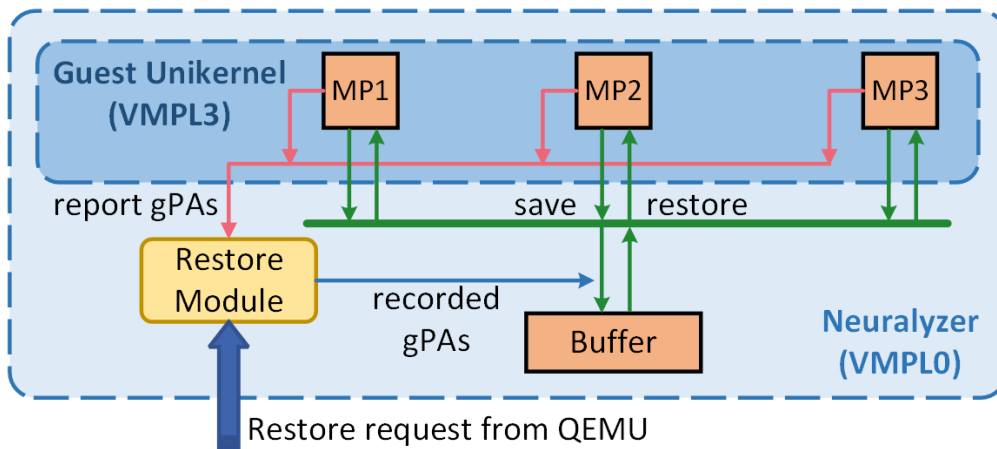 Guest Unikernel
(VMPL3)
MP1
MP2
MP3
report gPAs
save
restore
Restore
Module
recorded
gPAs
Buffer
Neuralyzer
(VMPL0)
Restore request from QEMU